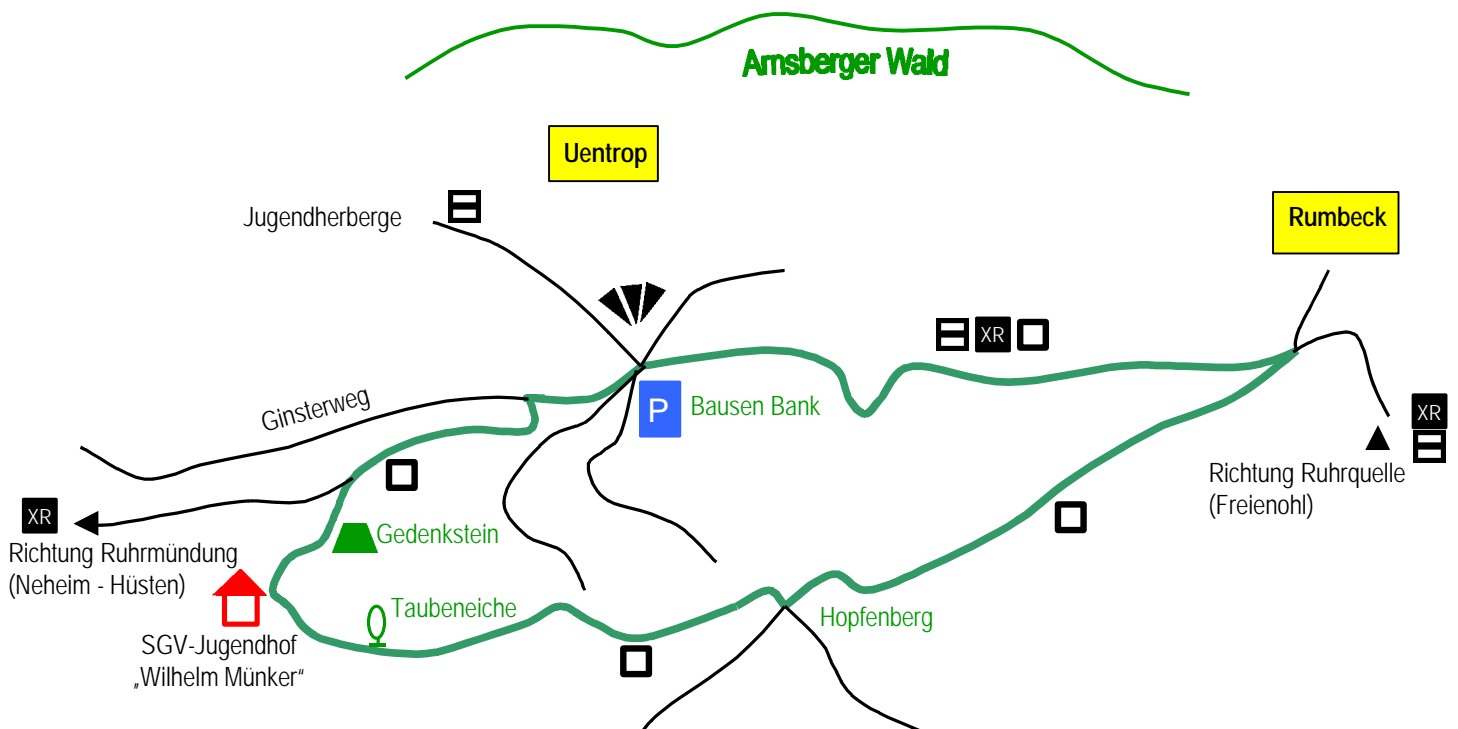 Arnsberger Wald
Uentrop
Jugendherberge
Rumbeck
XR
Ginsterweg
P
Bausen Bank
XR
Richtung Ruhrquelle
(Freienohl)
XR
Richtung Ruhrmündung
(Neheim - Hüsten)
Gedenkstein
Taubeneiche
Hopfenberg
SGV-Jugendhof
„Wilhelm Münker“